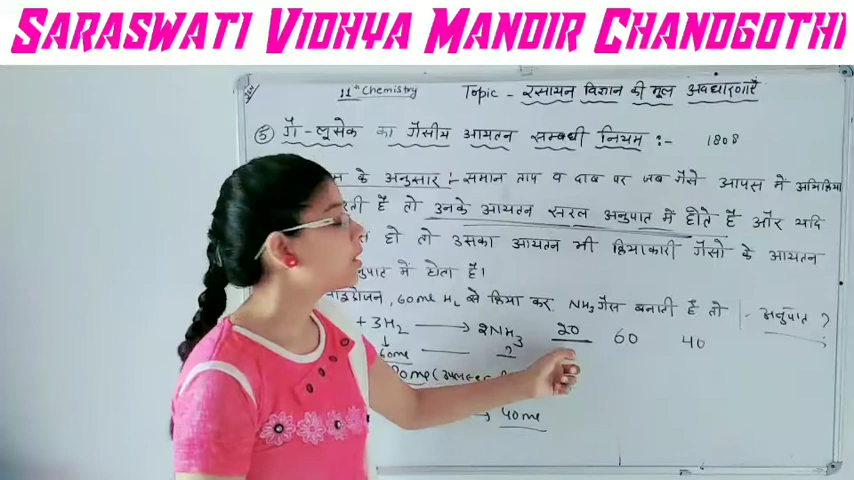 SARASWATI VIDHYA MANDIR CHANDGOTHI
11th Chemistry Topic - रसायन विज्ञान की मूल अवधारणाएँ
⑤ गै-लूसेक का गैसीय आयतन सम्बंधी नियम :- 1808
के अनुसार :- समान ताप व दाब पर जब गैसे आपस में अभिक्रिया
है तो उनके आयतन सरल अनुपात में होते है और यदि
हो तो उसका आयतन भी क्रियाकारी गैसो के आयतन
अनुपात में होता है।
, 60ml H2 से क्रिया कर NH3 गैस बनाती है तो अनुपात ?
+ 3H2 → 2NH3 20 60 40
60ml — ?
→ 40ml